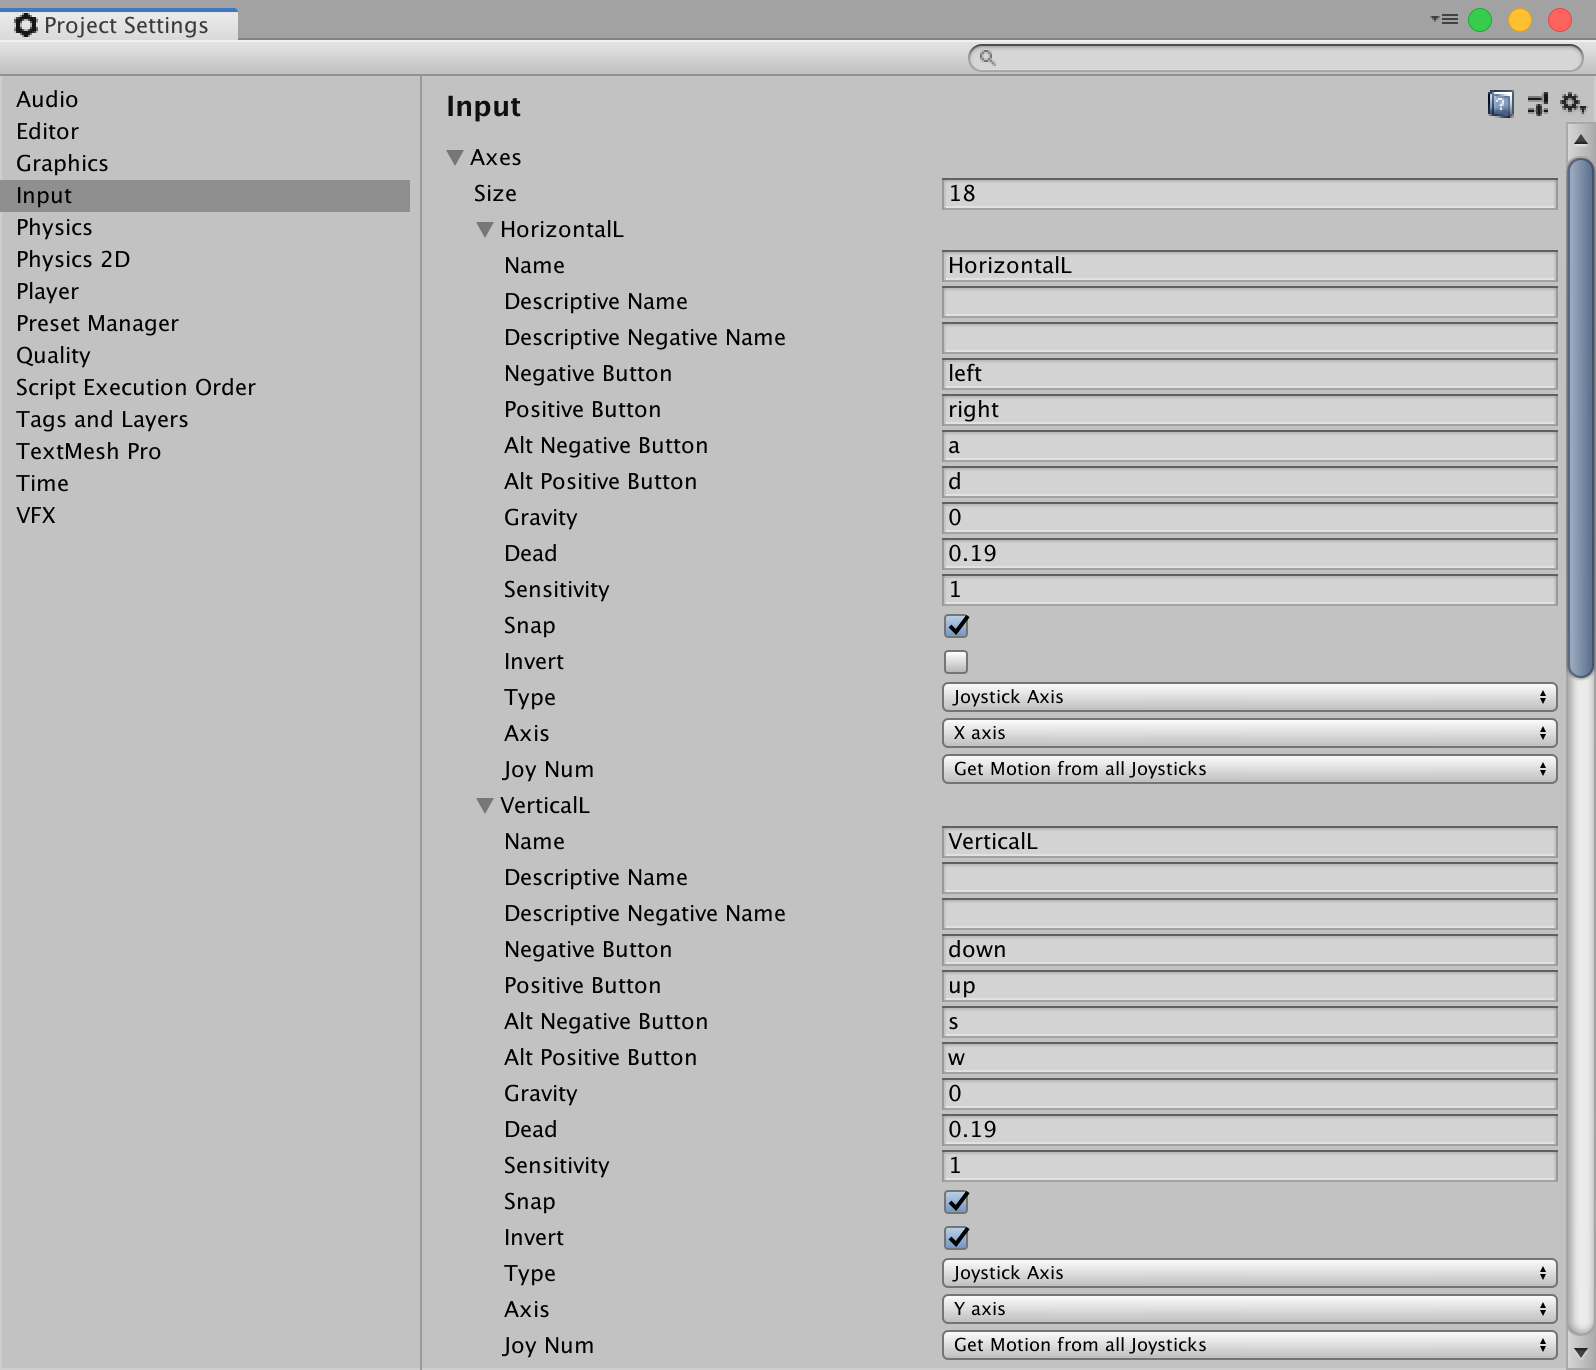 Project Settings
Audio
Editor
Graphics
Input
Physics
Physics 2D
Player
Preset Manager
Quality
Script Execution Order
Tags and Layers
TextMesh Pro
Time
VFX
Input
Axes
Size 18
HorizontalL
Name HorizontalL
Descriptive Name
Descriptive Negative Name
Negative Button left
Positive Button right
Alt Negative Button a
Alt Positive Button d
Gravity 0
Dead 0.19
Sensitivity 1
Snap
Invert
Type Joystick Axis
Axis X axis
Joy Num Get Motion from all Joysticks
VerticalL
Name VerticalL
Descriptive Name
Descriptive Negative Name
Negative Button down
Positive Button up
Alt Negative Button s
Alt Positive Button w
Gravity 0
Dead 0.19
Sensitivity 1
Snap
Invert
Type Joystick Axis
Axis Y axis
Joy Num Get Motion from all Joysticks